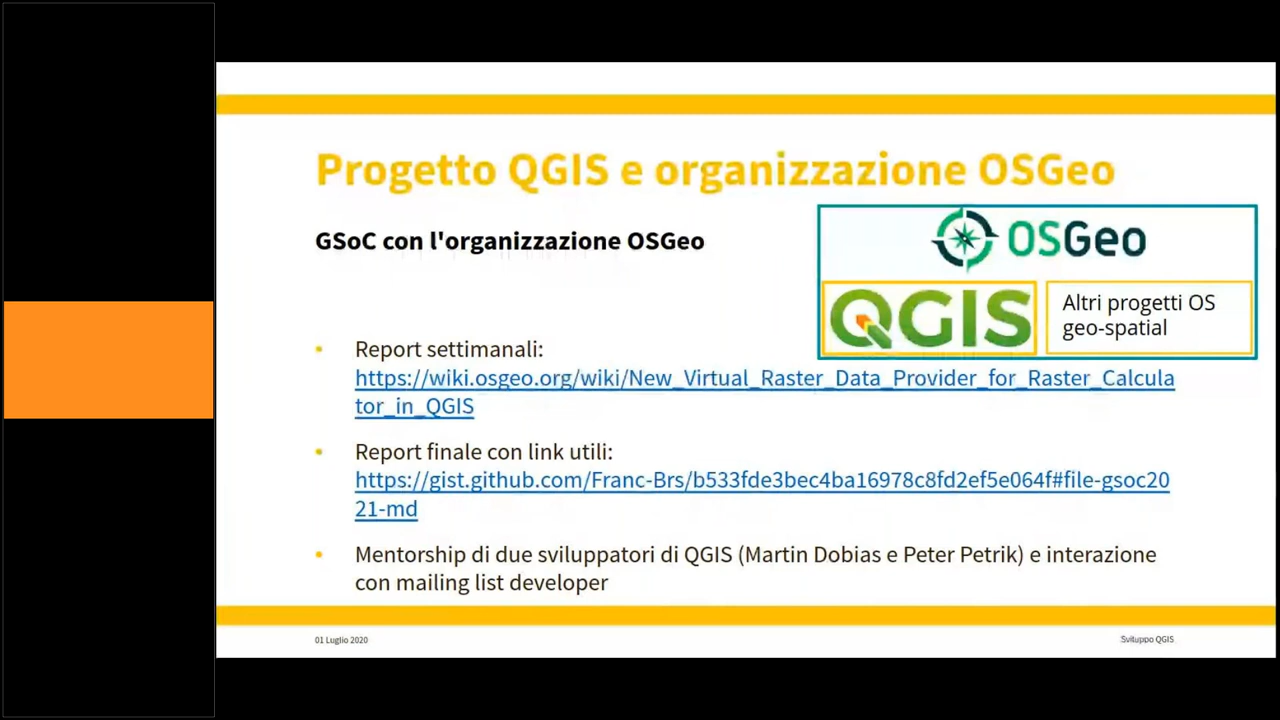 Progetto QGIS e organizzazione OSGeo
GSoC con l'organizzazione OSGeo
OSGeo
QGIS
Altri progetti OS
geo-spatial
• Report settimanali:
https://wiki.osgeo.org/wiki/New_Virtual_Raster_Data_Provider_for_Raster_Calcula
tor_in_QGIS
• Report finale con link utili:
https://gist.github.com/Franc-Brs/b533fde3bec4ba16978c8fd2ef5e064f#file-gsoc20
21-md
• Mentorship di due sviluppatori di QGIS (Martin Dobias e Peter Petrik) e interazione
con mailing list developer
01 Luglio 2020
Sviluppo QGIS